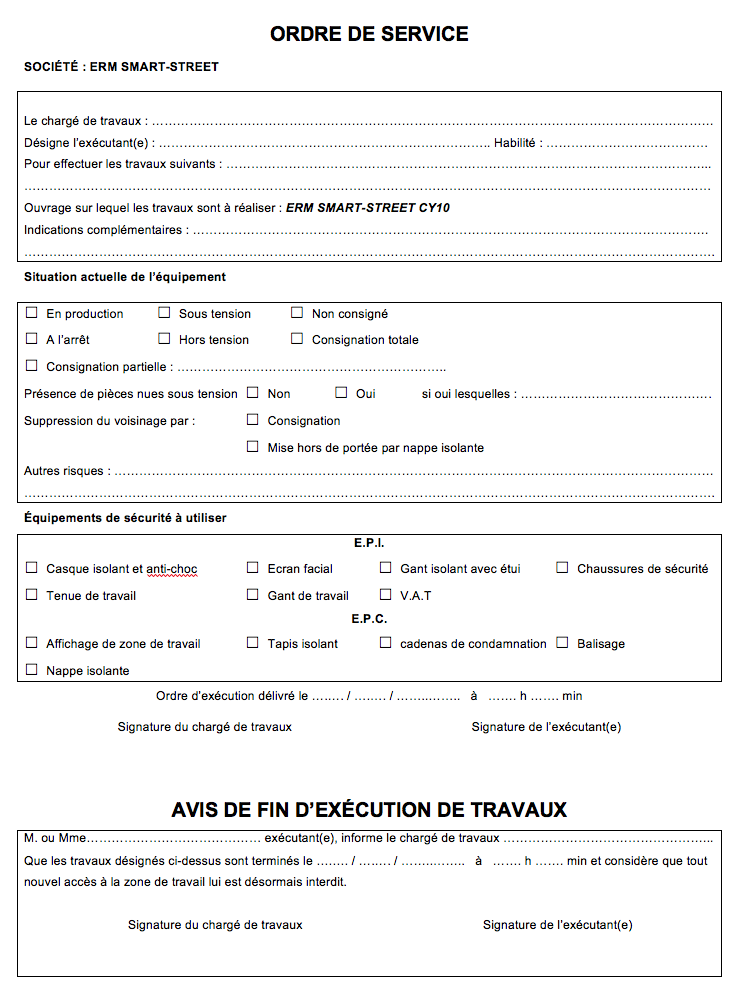 ORDRE DE SERVICE
SOCIÉTÉ : ERM SMART-STREET
Le chargé de travaux : ……………………………………………………………………………………………………………
Désigne l’exécutant(e) : …………………………………………………………………….. Habilité : …………………………………
Pour effectuer les travaux suivants : …………………………………………………………………………………………………..
…………………………………………………………………………………………………………………………………………
Ouvrage sur lequel les travaux sont à réaliser : ERM SMART-STREET CY10
Indications complémentaires : …………………………………………………………………………………………………………….
………………………………………………………………………………………………………………………………………….
Situation actuelle de l’équipement
☐ En production ☐ Sous tension ☐ Non consigné
☐ A l’arrêt ☐ Hors tension ☐ Consignation totale
☐ Consignation partielle : ………………………………………………………..
Présence de pièces nues sous tension ☐ Non ☐ Oui si oui lesquelles : ……………………………………….
Suppression du voisinage par : ☐ Consignation
☐ Mise hors de portée par nappe isolante
Autres risques : ……………………………………………………………………………………………………………………
………………………………………………………………………………………………………………………………………….
Équipements de sécurité à utiliser
E.P.I.
☐ Casque isolant et anti-choc ☐ Ecran facial ☐ Gant isolant avec étui ☐ Chaussures de sécurité
☐ Tenue de travail ☐ Gant de travail ☐ V.A.T
E.P.C.
☐ Affichage de zone de travail ☐ Tapis isolant ☐ cadenas de condamnation ☐ Balisage
☐ Nappe isolante
Ordre d’exécution délivré le …….. / …..… / ……..…….. à ……. h ……. min
Signature du chargé de travaux Signature de l’exécutant(e)
AVIS DE FIN D’EXÉCUTION DE TRAVAUX
M. ou Mme…………………………………… exécutant(e), informe le chargé de travaux …………………………………………..
Que les travaux désignés ci-dessus sont terminés le …….. / …..… / ……..…….. à ……. h ……. min et considère que tout
nouvel accès à la zone de travail lui est désormais interdit.
Signature du chargé de travaux Signature de l’exécutant(e)